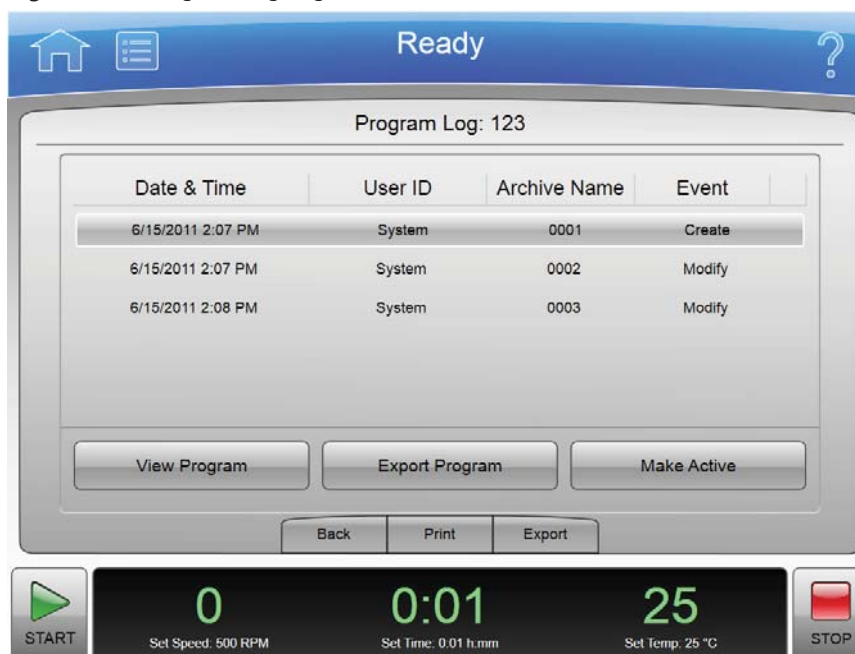 Ready
Program Log: 123
Date & Time User ID Archive Name Event
6/15/2011 2:07 PM System 0001 Create
6/15/2011 2:07 PM System 0002 Modify
6/15/2011 2:08 PM System 0003 Modify
View Program Export Program Make Active
Back Print Export
0 0:01 25
START Set Speed: 500 RPM Set Time: 0:01 h:mm Set Temp: 25 °C STOP